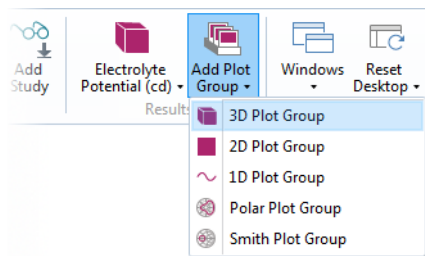 Add
Study
Electrolyte
Potential (cd)
Add Plot
Group
Windows
Reset
Desktop
Results
3D Plot Group
2D Plot Group
1D Plot Group
Polar Plot Group
Smith Plot Group